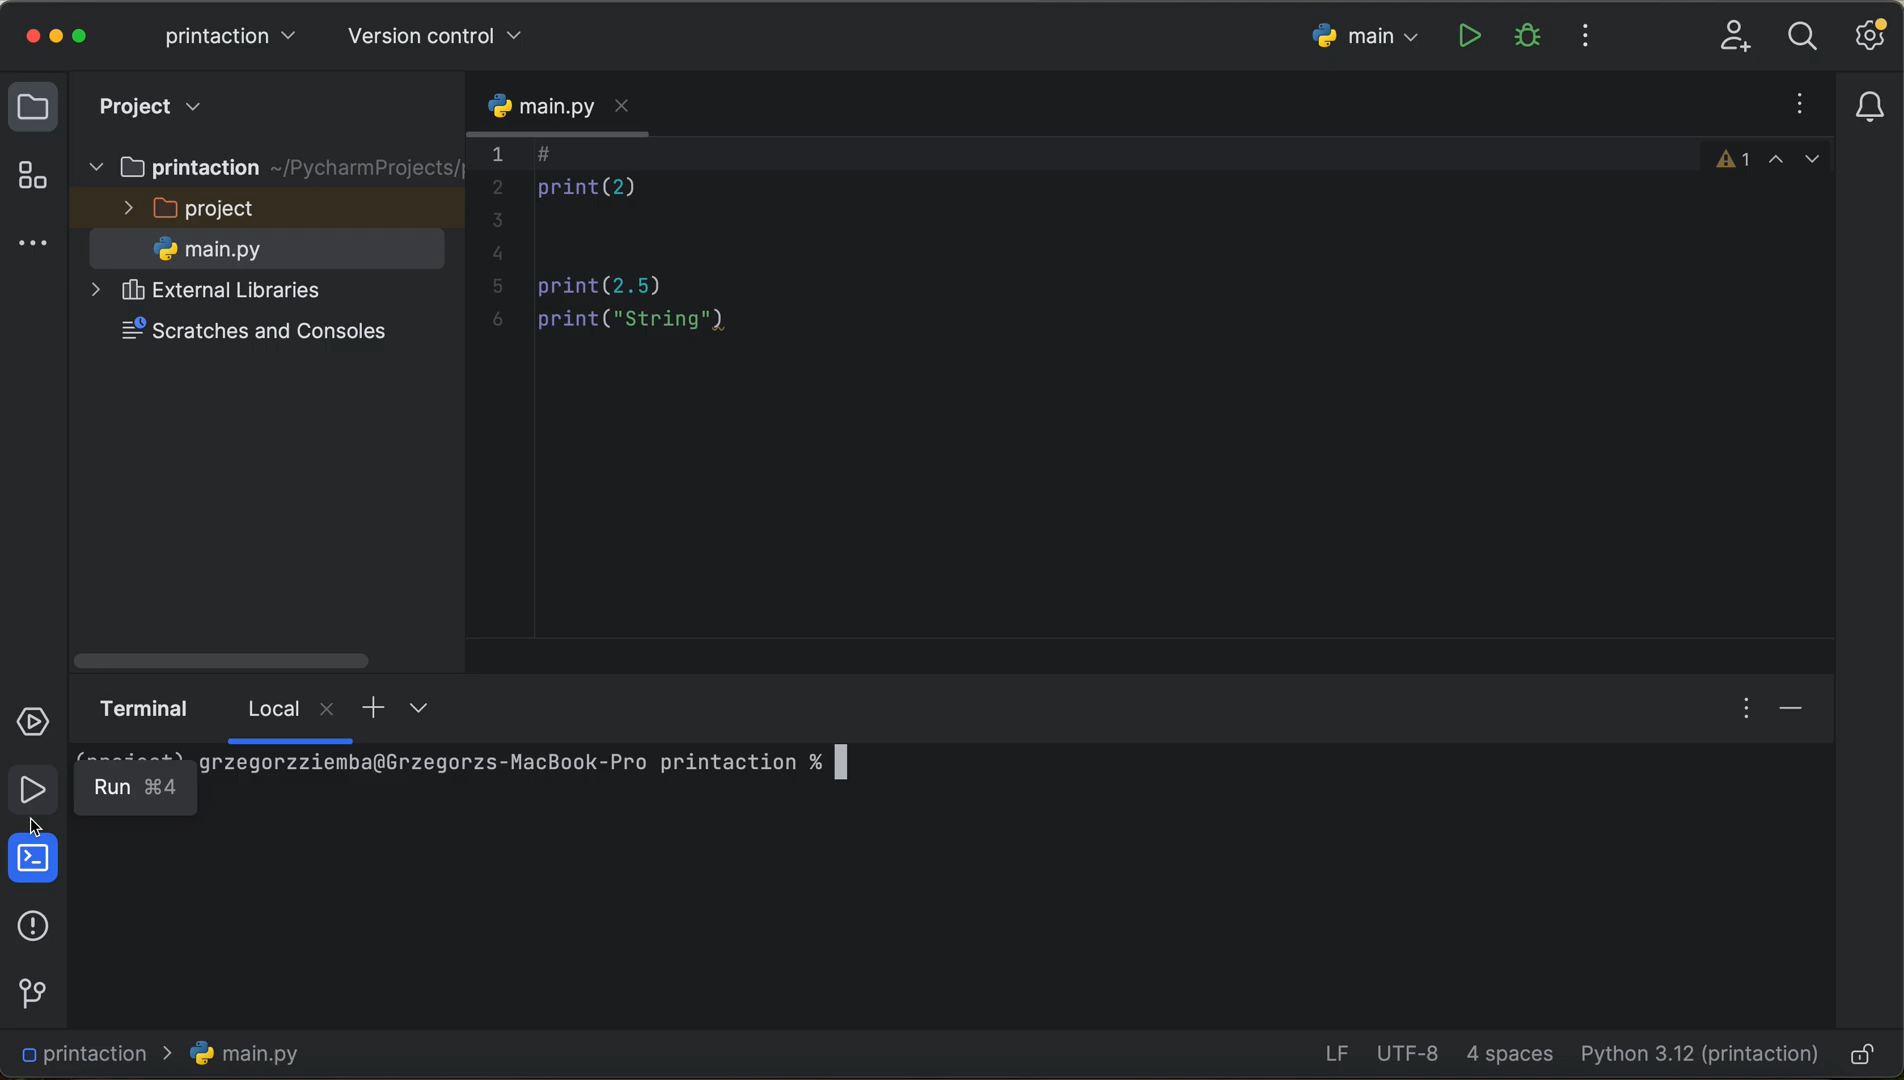 printaction Version control main
Project
main.py
printaction ~/PycharmProjects/
project
main.py
External Libraries
Scratches and Consoles
1 #
2 print(2)
3
4
5 print(2.5)
6 print("String")
1
Terminal Local
grzegorzziemba@Grzegorzs-MacBook-Pro printaction %
Run ⌘4
printaction > main.py LF UTF-8 4 spaces Python 3.12 (printaction)